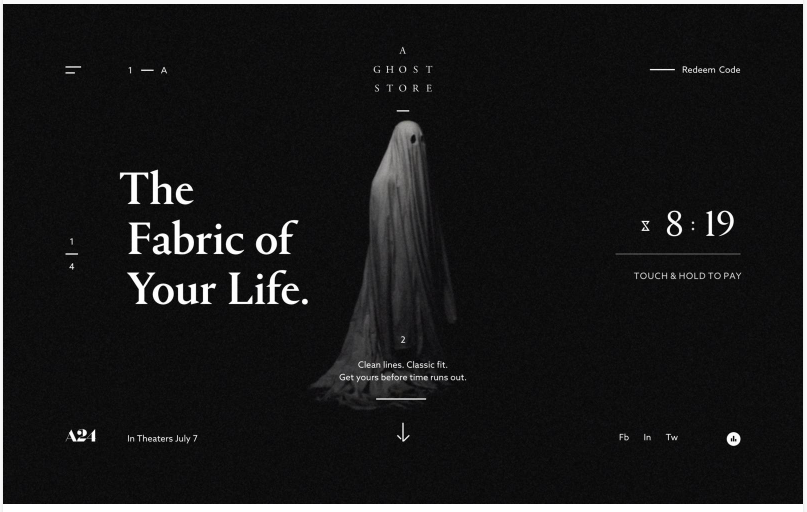 1 — A
A
GHOST
STORE
Redeem Code
The
Fabric of
Your Life.
1
4
8 : 19
TOUCH & HOLD TO PAY
2
Clean lines. Classic fit.
Get yours before time runs out.
A24
In Theaters July 7
Fb In Tw